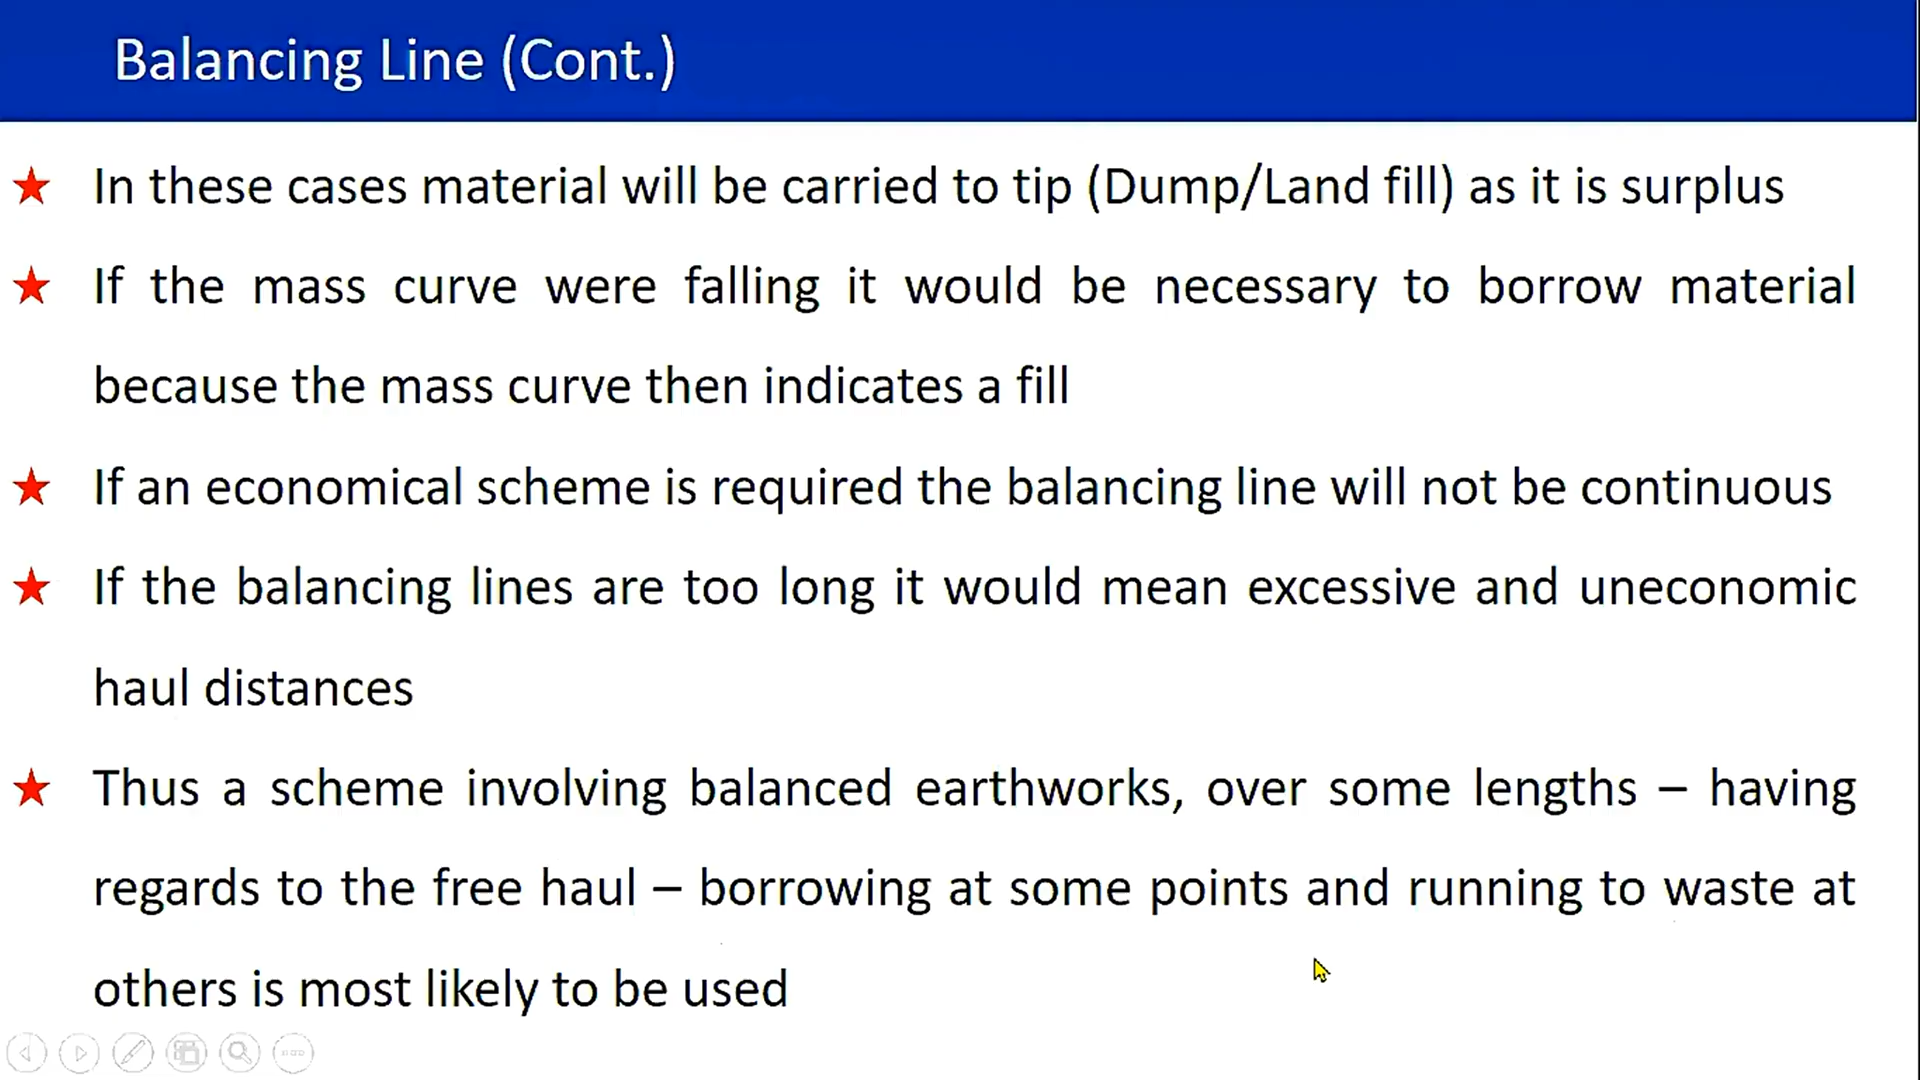 Balancing Line (Cont.)
In these cases material will be carried to tip (Dump/Land fill) as it is surplus
If the mass curve were falling it would be necessary to borrow material
because the mass curve then indicates a fill
If an economical scheme is required the balancing line will not be continuous
If the balancing lines are too long it would mean excessive and uneconomic
haul distances
Thus a scheme involving balanced earthworks, over some lengths – having
regards to the free haul – borrowing at some points and running to waste at
others is most likely to be used